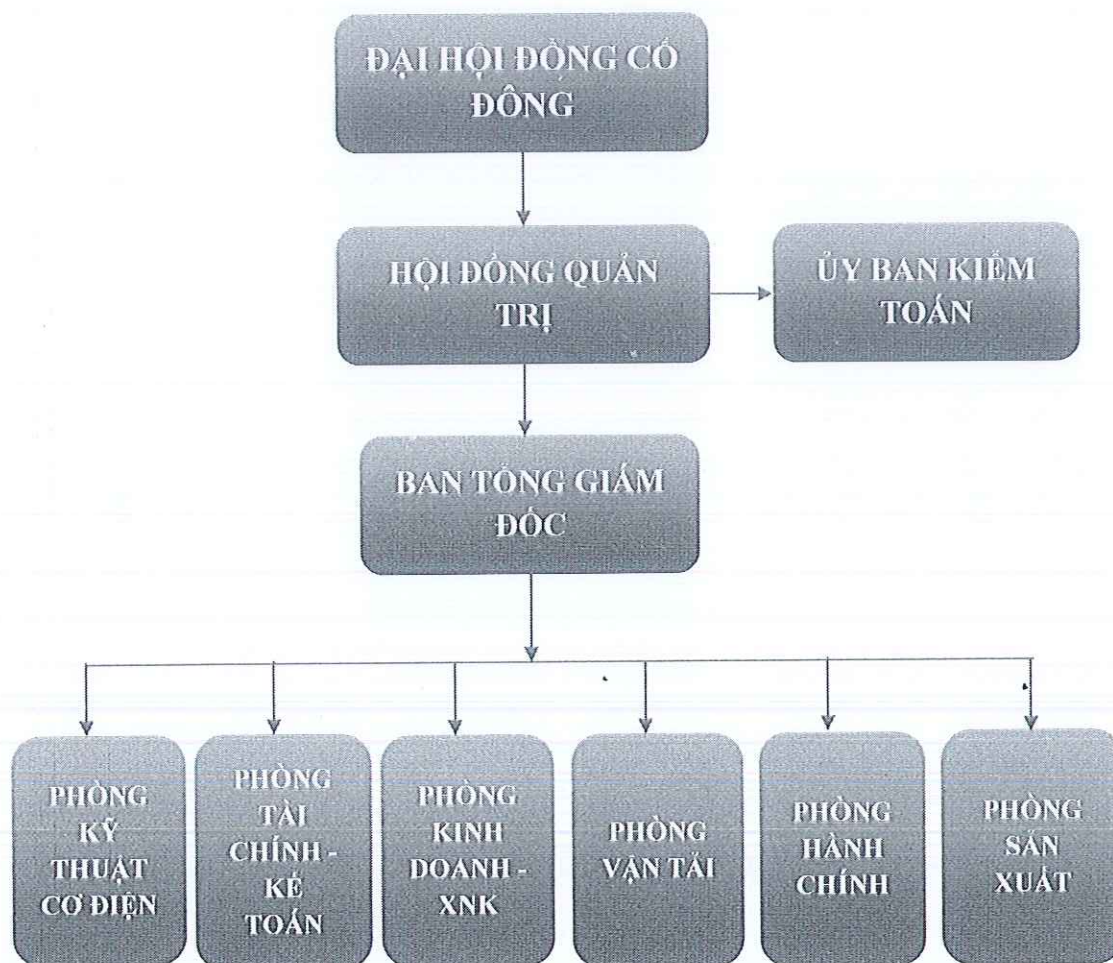 ĐẠI HỘI ĐỒNG CỔ
ĐÔNG
HỘI ĐỒNG QUẢN
TRỊ
ỦY BAN KIỂM
TOÁN
BAN TỔNG GIÁM
ĐỐC
PHÒNG
KỸ
THUẬT
CƠ ĐIỆN
PHÒNG
TÀI
CHÍNH -
KẾ
TOÁN
PHÒNG
KINH
DOANH -
XNK
PHÒNG
VẬN TẢI
PHÒNG
HÀNH
CHÍNH
PHÒNG
SẢN
XUẤT